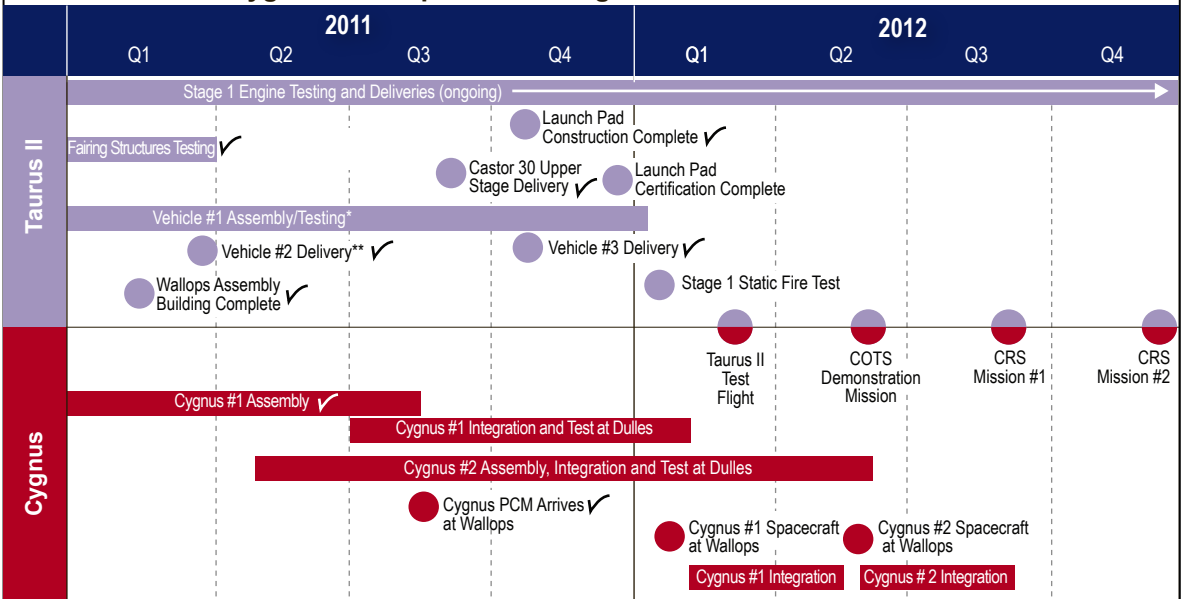 2011
2012
Q1
Q2
Q3
Q4
Q1
Q2
Q3
Q4
Taurus II
Stage 1 Engine Testing and Deliveries (ongoing)
Launch Pad
Construction Complete
Fairing Structures Testing
Castor 30 Upper
Stage Delivery
Launch Pad
Certification Complete
Vehicle #1 Assembly/Testing*
Vehicle #2 Delivery**
Vehicle #3 Delivery
Wallops Assembly
Building Complete
Stage 1 Static Fire Test
Taurus II
Test
Flight
COTS
Demonstration
Mission
CRS
Mission #1
CRS
Mission #2
Cygnus
Cygnus #1 Assembly
Cygnus #1 Integration and Test at Dulles
Cygnus #2 Assembly, Integration and Test at Dulles
Cygnus PCM Arrives
at Wallops
Cygnus #1 Spacecraft
at Wallops
Cygnus #2 Spacecraft
at Wallops
Cygnus #1 Integration
Cygnus # 2 Integration